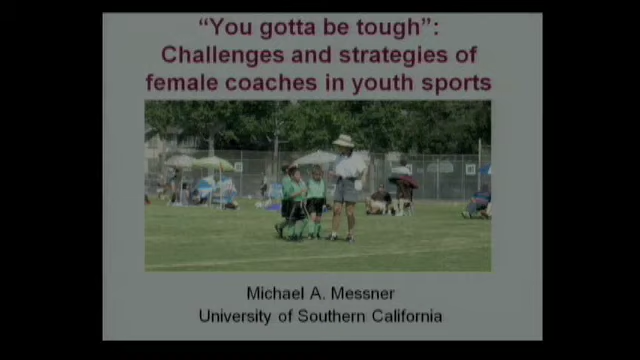 “You gotta be tough”:
Challenges and strategies of
female coaches in youth sports
Michael A. Messner
University of Southern California